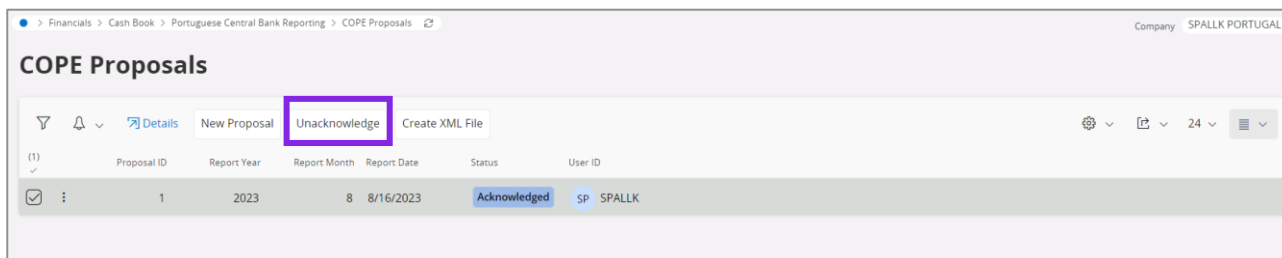 > Financials > Cash Book > Portuguese Central Bank Reporting > COPE Proposals
Company SPALLK PORTUGAL
COPE Proposals
Details New Proposal Unacknowledge Create XML File 24
(1) Proposal ID Report Year Report Month Report Date Status User ID
1 2023 8 8/16/2023 Acknowledged SP SPALLK